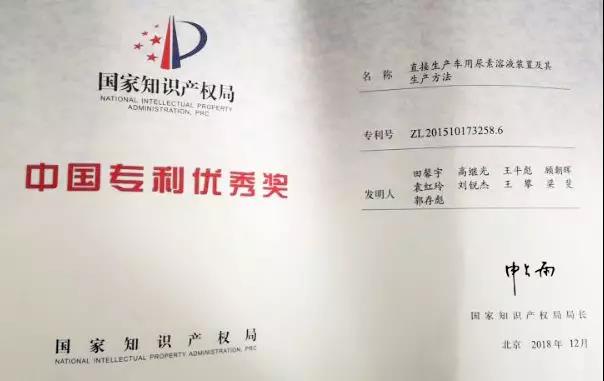 国家知识产权局
NATIONAL INTELLECTUAL PROPERTY
ADMINISTRATION, PRC
中国专利优秀奖
国家知识产权局
NATIONAL INTELLECTUAL PROPERTY ADMINISTRATION, PRC
名 称 直接生产车用尿素溶液装置及其
生产方法
专利号 ZL201510173258.6
田馨宇 高继光 王牛彪 顾朝晖
发明人 袁红玲 刘锐杰 王攀 梁斐
郭存彪
申长雨
国家知识产权局局长
北京 2018年12月